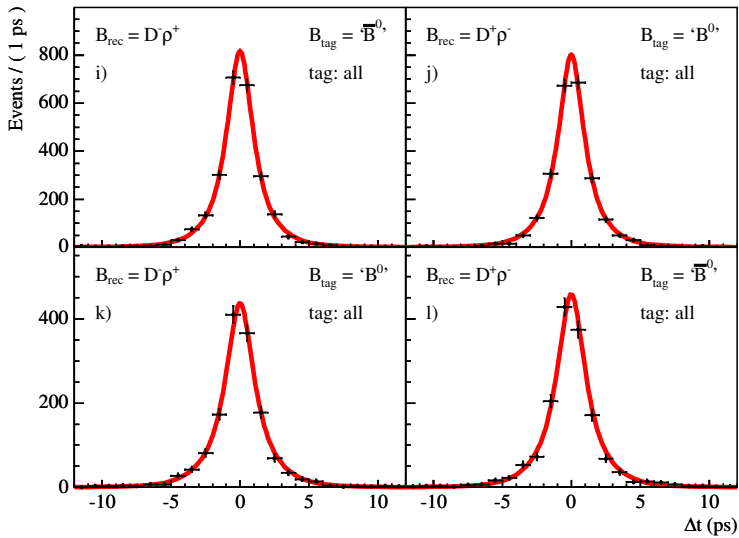 Events / ( 1 ps )
800
600
400
200
0
B_rec = D⁻ρ⁺
B_tag = ‘B̅⁰’
i)
tag: all
B_rec = D⁺ρ⁻
B_tag = ‘B⁰’
j)
tag: all
400
200
0
B_rec = D⁻ρ⁺
B_tag = ‘B⁰’
k)
tag: all
B_rec = D⁺ρ⁻
B_tag = ‘B̅⁰’
l)
tag: all
-10 -5 0 5 10
-10 -5 0 5 10
Δt (ps)